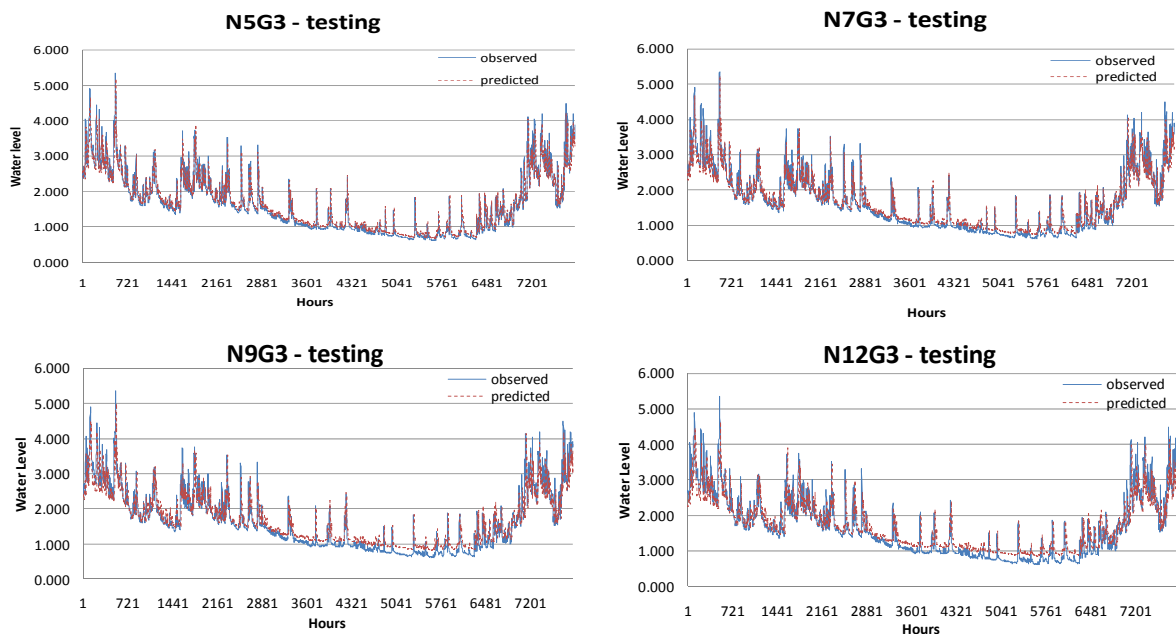 N5G3 - testing
6.000
5.000
4.000
3.000
2.000
1.000
0.000
Water level
observed
predicted
1 721 1441 2161 2881 3601 4321 5041 5761 6481 7201
Hours
N7G3 - testing
6.000
5.000
4.000
3.000
2.000
1.000
0.000
Water Level
observed
predicted
1 721 1441 2161 2881 3601 4321 5041 5761 6481 7201
Hours
N9G3 - testing
6.000
5.000
4.000
3.000
2.000
1.000
0.000
Water Level
observed
predicted
1 721 1441 2161 2881 3601 4321 5041 5761 6481 7201
Hours
N12G3 - testing
6.000
5.000
4.000
3.000
2.000
1.000
0.000
Water Level
observed
predicted
1 721 1441 2161 2881 3601 4321 5041 5761 6481 7201
Hours